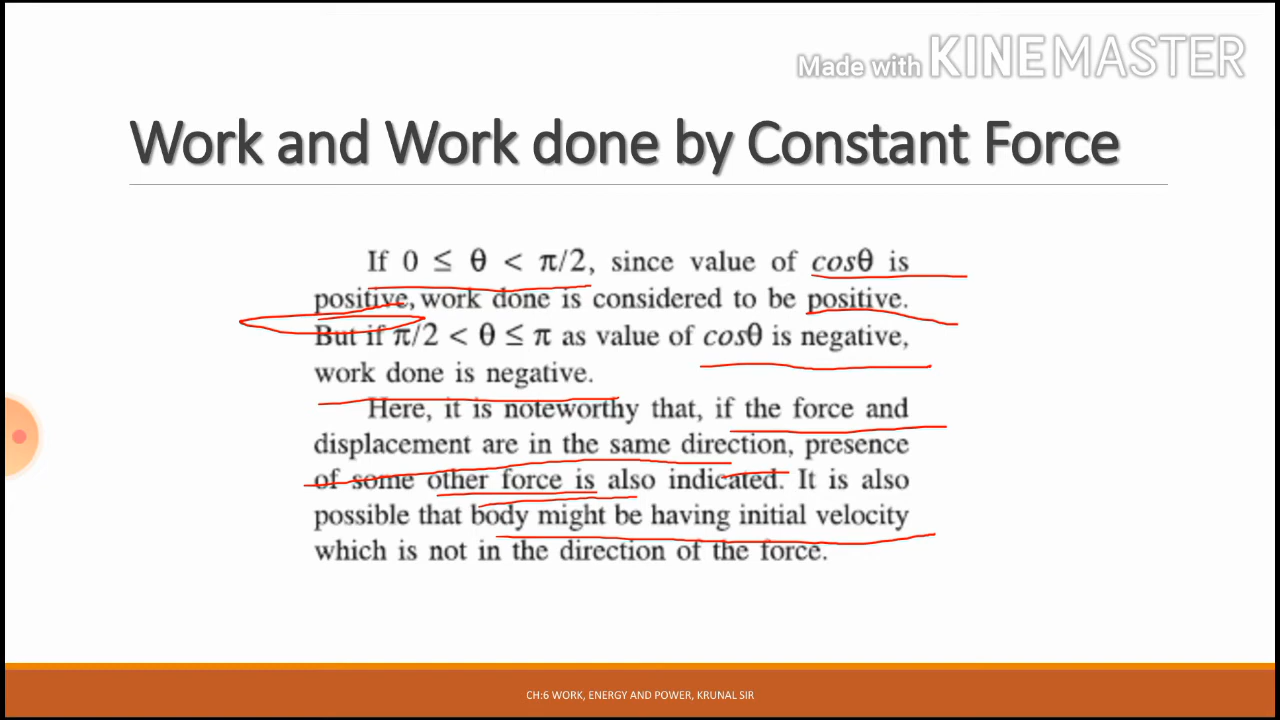 Made with KINEMASTER
Work and Work done by Constant Force
If 0 ≤ θ < π/2, since value of cosθ is
positive, work done is considered to be positive.
But if π/2 < θ ≤ π as value of cosθ is negative,
work done is negative.
Here, it is noteworthy that, if the force and
displacement are in the same direction, presence
of some other force is also indicated. It is also
possible that body might be having initial velocity
which is not in the direction of the force.
CH:6 WORK, ENERGY AND POWER, KRUNAL SIR